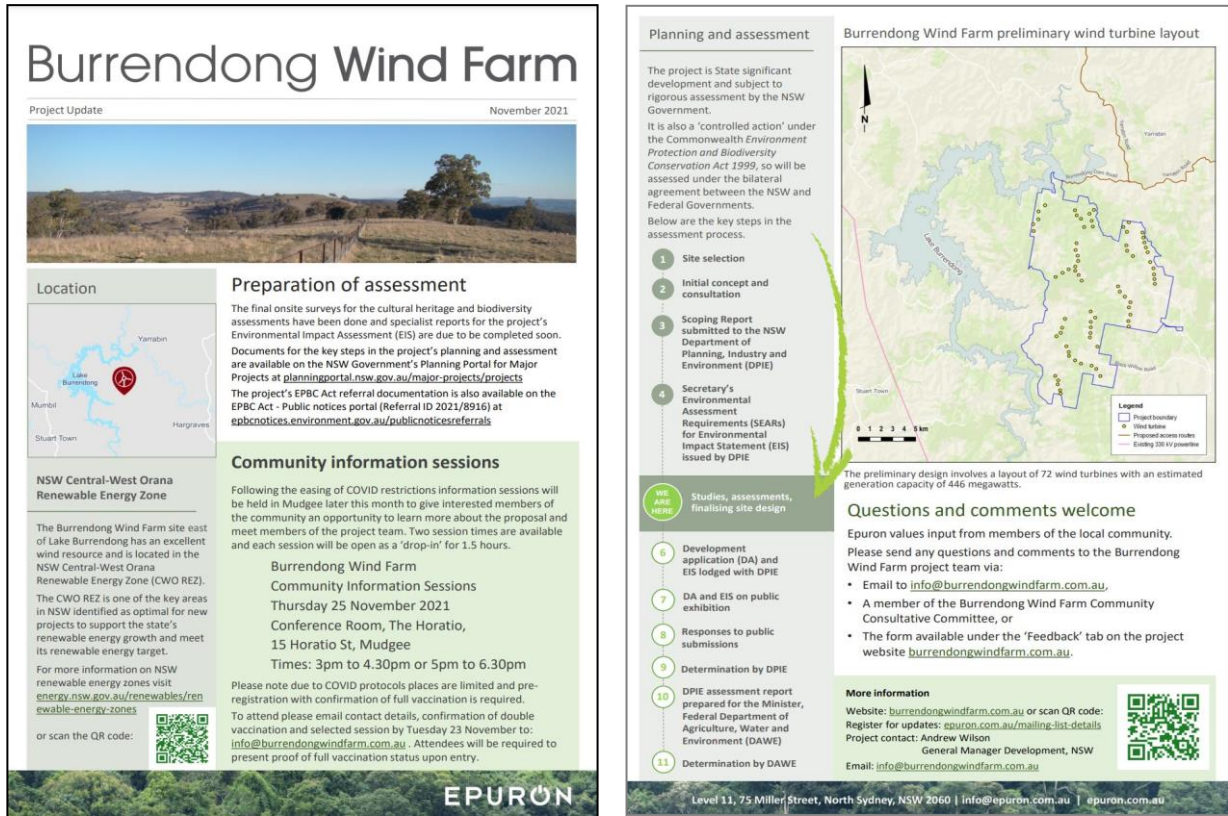 Burrendong Wind Farm
Project Update
November 2021
Location
Yarrabin
Lake
Burrendong
Mumbil
Hargraves
Stuart Town
NSW Central-West Orana
Renewable Energy Zone
The Burrendong Wind Farm site east
of Lake Burrendong has an excellent
wind resource and is located in the
NSW Central-West Orana
Renewable Energy Zone (CWO REZ).
The CWO REZ is one of the key areas
in NSW identified as optimal for new
projects to support the state's
renewable energy growth and meet
its renewable energy target.
For more information on NSW
renewable energy zones visit
energy.nsw.gov.au/renewables/ren
ewable-energy-zones
or scan the QR code:
Preparation of assessment
The final onsite surveys for the cultural heritage and biodiversity
assessments have been done and specialist reports for the project's
Environmental Impact Assessment (EIS) are due to be completed soon.
Documents for the key steps in the project's planning and assessment
are available on the NSW Government's Planning Portal for Major
Projects at planningportal.nsw.gov.au/major-projects/projects
The project's EPBC Act referral documentation is also available on the
EPBC Act - Public notices portal (Referral ID 2021/8916) at
epbcnotices.environment.gov.au/publicnoticesreferrals
Community information sessions
Following the easing of COVID restrictions information sessions will
be held in Mudgee later this month to give interested members of
the community an opportunity to learn more about the proposal and
meet members of the project team. Two session times are available
and each session will be open as a 'drop-in' for 1.5 hours.
Burrendong Wind Farm
Community Information Sessions
Thursday 25 November 2021
Conference Room, The Horatio,
15 Horatio St, Mudgee
Times: 3pm to 4.30pm or 5pm to 6.30pm
Please note due to COVID protocols places are limited and pre-
registration with confirmation of full vaccination is required.
To attend please email contact details, confirmation of double
vaccination and selected session by Tuesday 23 November to:
info@burrendongwindfarm.com.au . Attendees will be required to
present proof of full vaccination status upon entry.
EPURON
Planning and assessment
The project is State significant
development and subject to
rigorous assessment by the NSW
Government.
It is also a 'controlled action' under
the Commonwealth Environment
Protection and Biodiversity
Conservation Act 1999, so will be
assessed under the bilateral
agreement between the NSW and
Federal Governments.
Below are the key steps in the
assessment process.
1 Site selection
2 Initial concept and
consultation
3 Scoping Report
submitted to the NSW
Department of
Planning, Industry and
Environment (DPIE)
4 Secretary's
Environmental
Assessment
Requirements (SEARs)
for Environmental
Impact Statement (EIS)
issued by DPIE
WE
ARE
HERE
Studies, assessments,
finalising site design
6 Development
application (DA) and
EIS lodged with DPIE
7 DA and EIS on public
exhibition
8 Responses to public
submissions
9 Determination by DPIE
10 DPIE assessment report
prepared for the Minister,
Federal Department of
Agriculture, Water and
Environment (DAWE)
11 Determination by DAWE
Burrendong Wind Farm preliminary wind turbine layout
N
Yarrabin
Yarrabin Road
Burrendong Dam Road
Lake Burrendong
Stuart Town
0 1 2 3 4 5 km
Legend
Project boundary
Wind turbine
Proposed access routes
Existing 330 kV powerline
The preliminary design involves a layout of 72 wind turbines with an estimated
generation capacity of 446 megawatts.
Questions and comments welcome
Epuron values input from members of the local community.
Please send any questions and comments to the Burrendong
Wind Farm project team via:
• Email to info@burrendongwindfarm.com.au,
• A member of the Burrendong Wind Farm Community
Consultative Committee, or
• The form available under the 'Feedback' tab on the project
website burrendongwindfarm.com.au.
More information
Website: burrendongwindfarm.com.au or scan QR code:
Register for updates: epuron.com.au/mailing-list-details
Project contact: Andrew Wilson
General Manager Development, NSW
Email: info@burrendongwindfarm.com.au
Level 11, 75 Miller Street, North Sydney, NSW 2060 | info@epuron.com.au | epuron.com.au